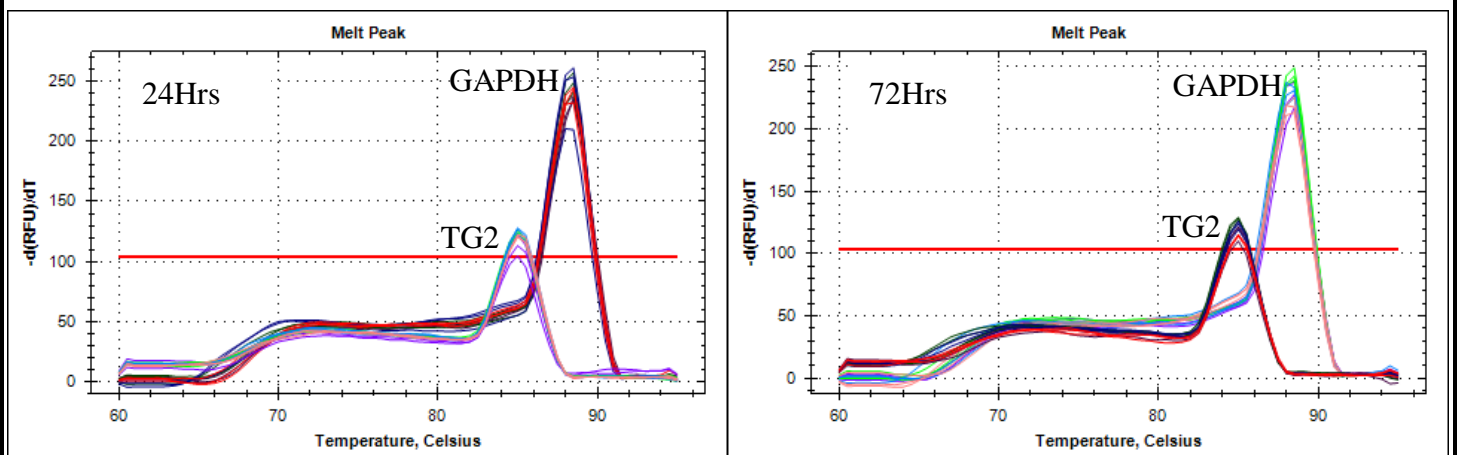 Melt Peak
24Hrs
GAPDH
TG2
250
200
150
100
50
0
-d(RFU)/dT
60
70
80
90
Temperature, Celsius
Melt Peak
72Hrs
GAPDH
TG2
250
200
150
100
50
0
-d(RFU)/dT
60
70
80
90
Temperature, Celsius